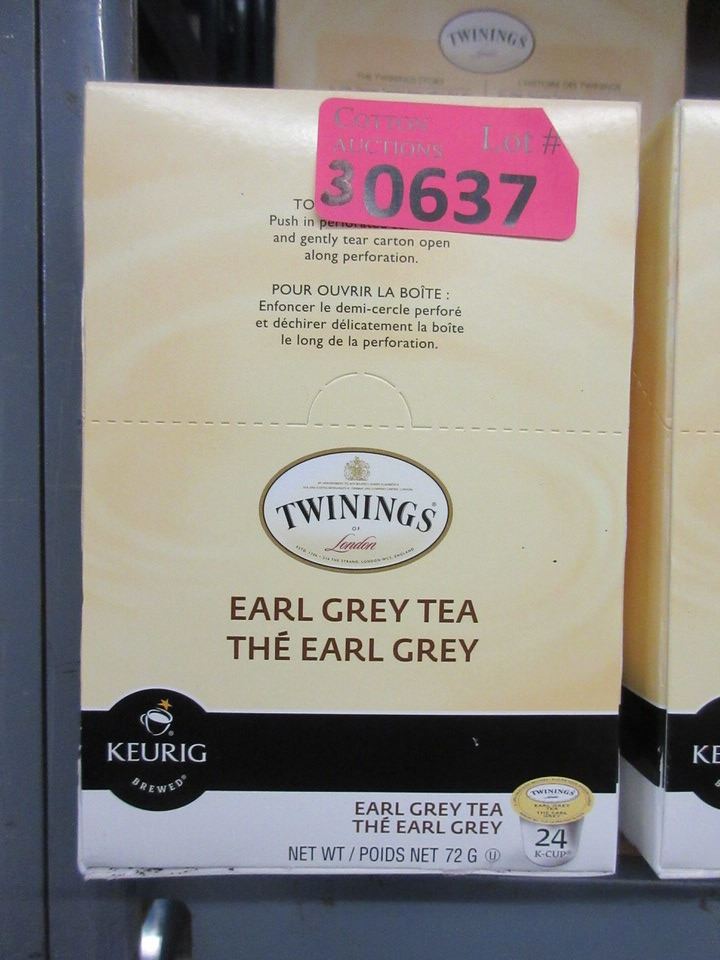 TWININGS
COTTON
AUCTIONS
Lot #
30637
TO
Push in
and gently tear carton open
along perforation.
POUR OUVRIR LA BOÎTE :
Enfoncer le demi-cercle perforé
et déchirer délicatement la boîte
le long de la perforation.
TWININGS®
OF
London
EARL GREY TEA
THÉ EARL GREY
KEURIG
BREWED®
KE
EARL GREY TEA
THÉ EARL GREY
NET WT / POIDS NET 72 G Ⓤ
TWININGS
24
K-CUP®